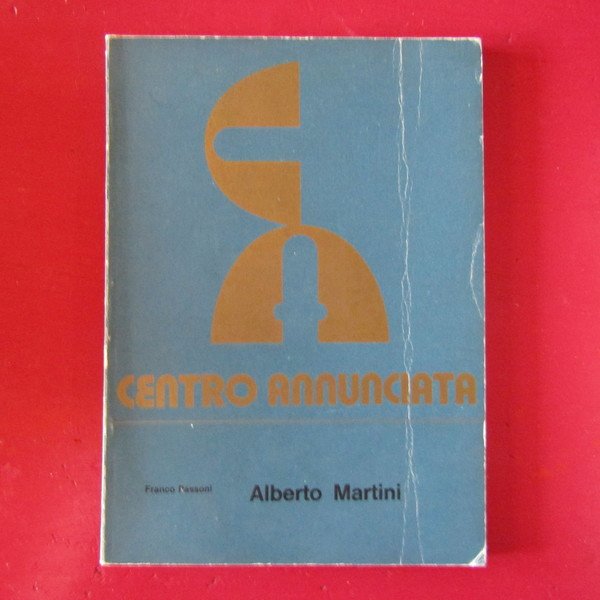 CENTRO ANNUNCIATA
Franco Passoni Alberto Martini